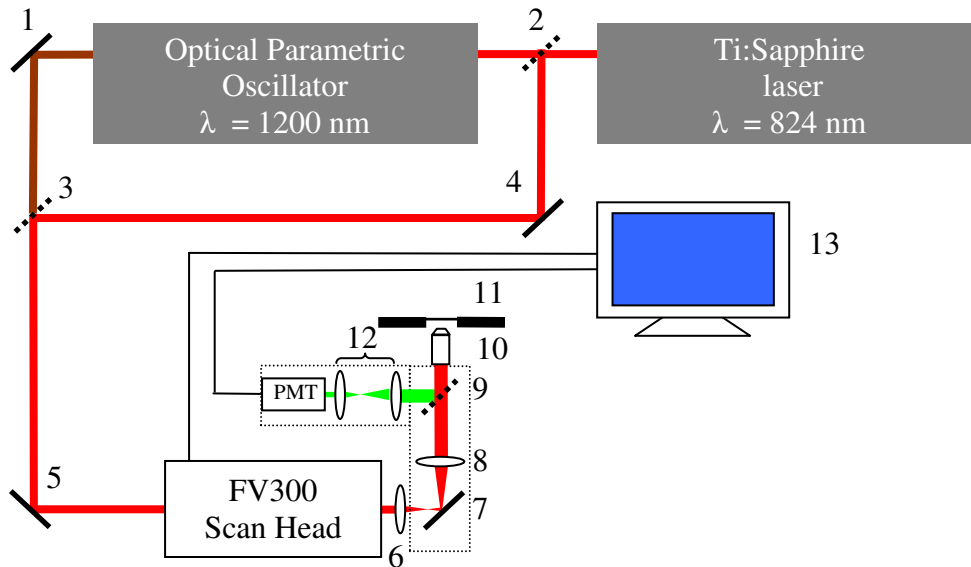 1
Optical Parametric
Oscillator
λ = 1200 nm
2
Ti:Sapphire
laser
λ = 824 nm
3
4
13
11
12
10
PMT
9
8
5
FV300
Scan Head
7
6